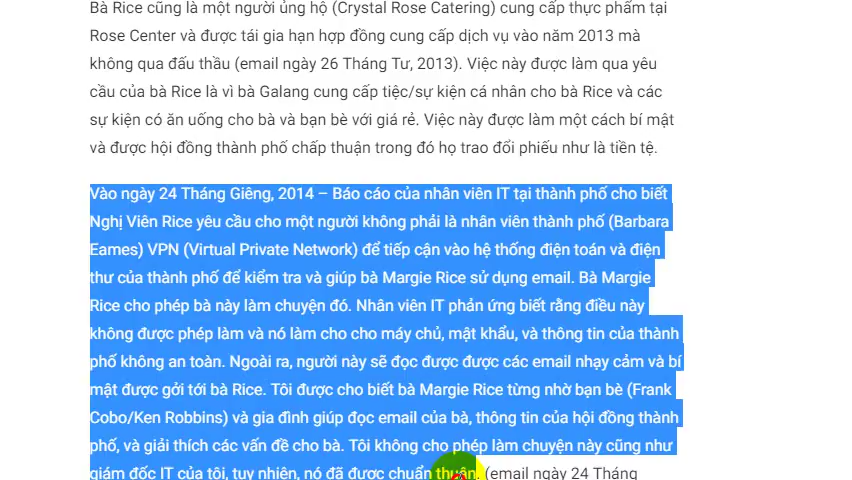 Bà Rice cũng là một người ủng hộ (Crystal Rose Catering) cung cấp thực phẩm tại
Rose Center và được tái gia hạn hợp đồng cung cấp dịch vụ vào năm 2013 mà
không qua đấu thầu (email ngày 26 Tháng Tư, 2013). Việc này được làm qua yêu
cầu của bà Rice là vì bà Galang cung cấp tiệc/sự kiện cá nhân cho bà Rice và các
sự kiện có ăn uống cho bà và bạn bè với giá rẻ. Việc này được làm một cách bí mật
và được hội đồng thành phố chấp thuận trong đó họ trao đổi phiếu như là tiền tệ.
Vào ngày 24 Tháng Giêng, 2014 – Báo cáo của nhân viên IT tại thành phố cho biết
Nghị Viên Rice yêu cầu cho một người không phải là nhân viên thành phố (Barbara
Eames) VPN (Virtual Private Network) để tiếp cận vào hệ thống điện toán và điện
thư của thành phố để kiểm tra và giúp bà Margie Rice sử dụng email. Bà Margie
Rice cho phép bà này làm chuyện đó. Nhân viên IT phản ứng biết rằng điều này
không được phép làm và nó làm cho cho máy chủ, mật khẩu, và thông tin của thành
phố không an toàn. Ngoài ra, người này sẽ đọc được được các email nhạy cảm và bí
mật được gởi tới bà Rice. Tôi được cho biết bà Margie Rice từng nhờ bạn bè (Frank
Cobo/Ken Robbins) và gia đình giúp đọc email của bà, thông tin của hội đồng thành
phố, và giải thích các vấn đề cho bà. Tôi không cho phép làm chuyện này cũng như
giám đốc IT của tôi, tuy nhiên, nó đã được chuẩn thuận. (email ngày 24 Tháng